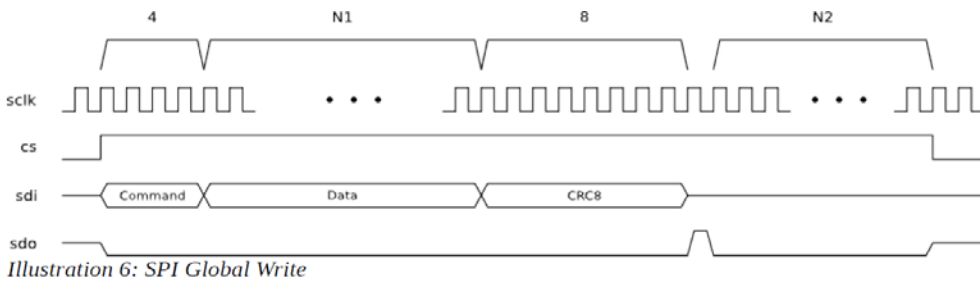 4 N1 8 N2
sclk
cs
sdi Command Data CRC8
sdo
Illustration 6: SPI Global Write